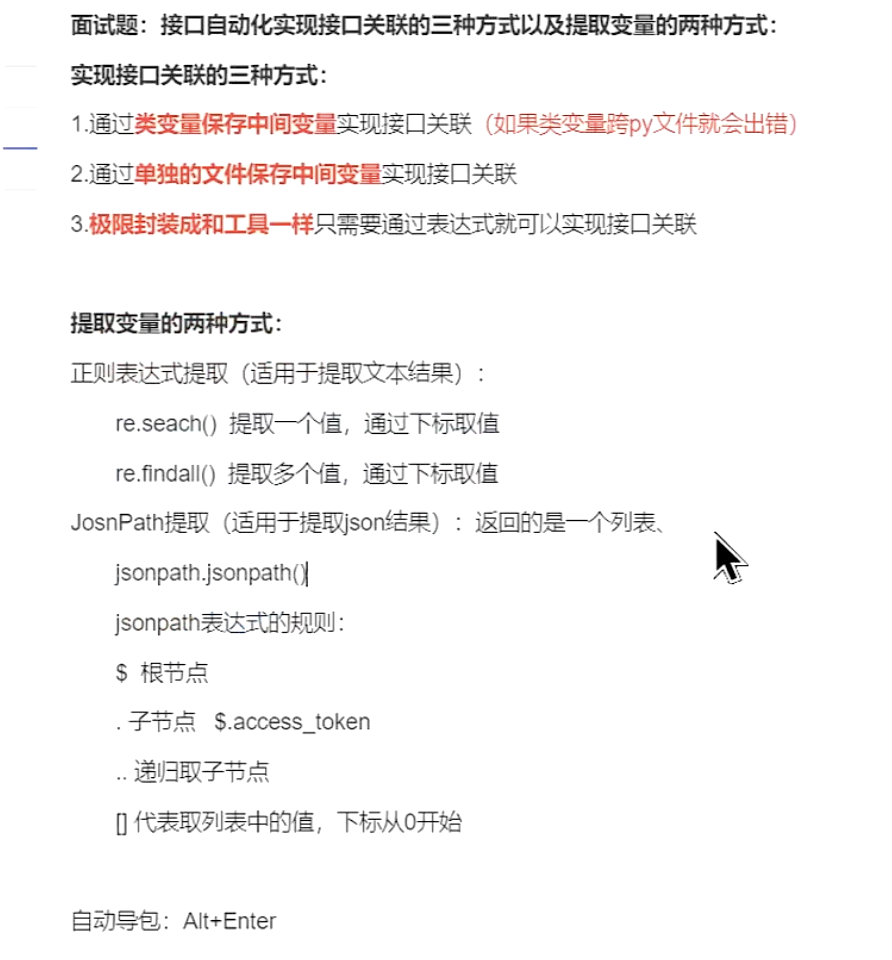 面试题：接口自动化实现接口关联的三种方式以及提取变量的两种方式：
实现接口关联的三种方式：
1.通过类变量保存中间变量实现接口关联（如果类变量跨py文件就会出错）
2.通过单独的文件保存中间变量实现接口关联
3.极限封装成和工具一样只需要通过表达式就可以实现接口关联
提取变量的两种方式：
正则表达式提取（适用于提取文本结果）：
re.seach() 提取一个值，通过下标取值
re.findall() 提取多个值，通过下标取值
JosnPath提取（适用于提取json结果）：返回的是一个列表、
jsonpath.jsonpath()
jsonpath表达式的规则：
$ 根节点
. 子节点 $.access_token
.. 递归取子节点
[] 代表取列表中的值，下标从0开始
自动导包：Alt+Enter